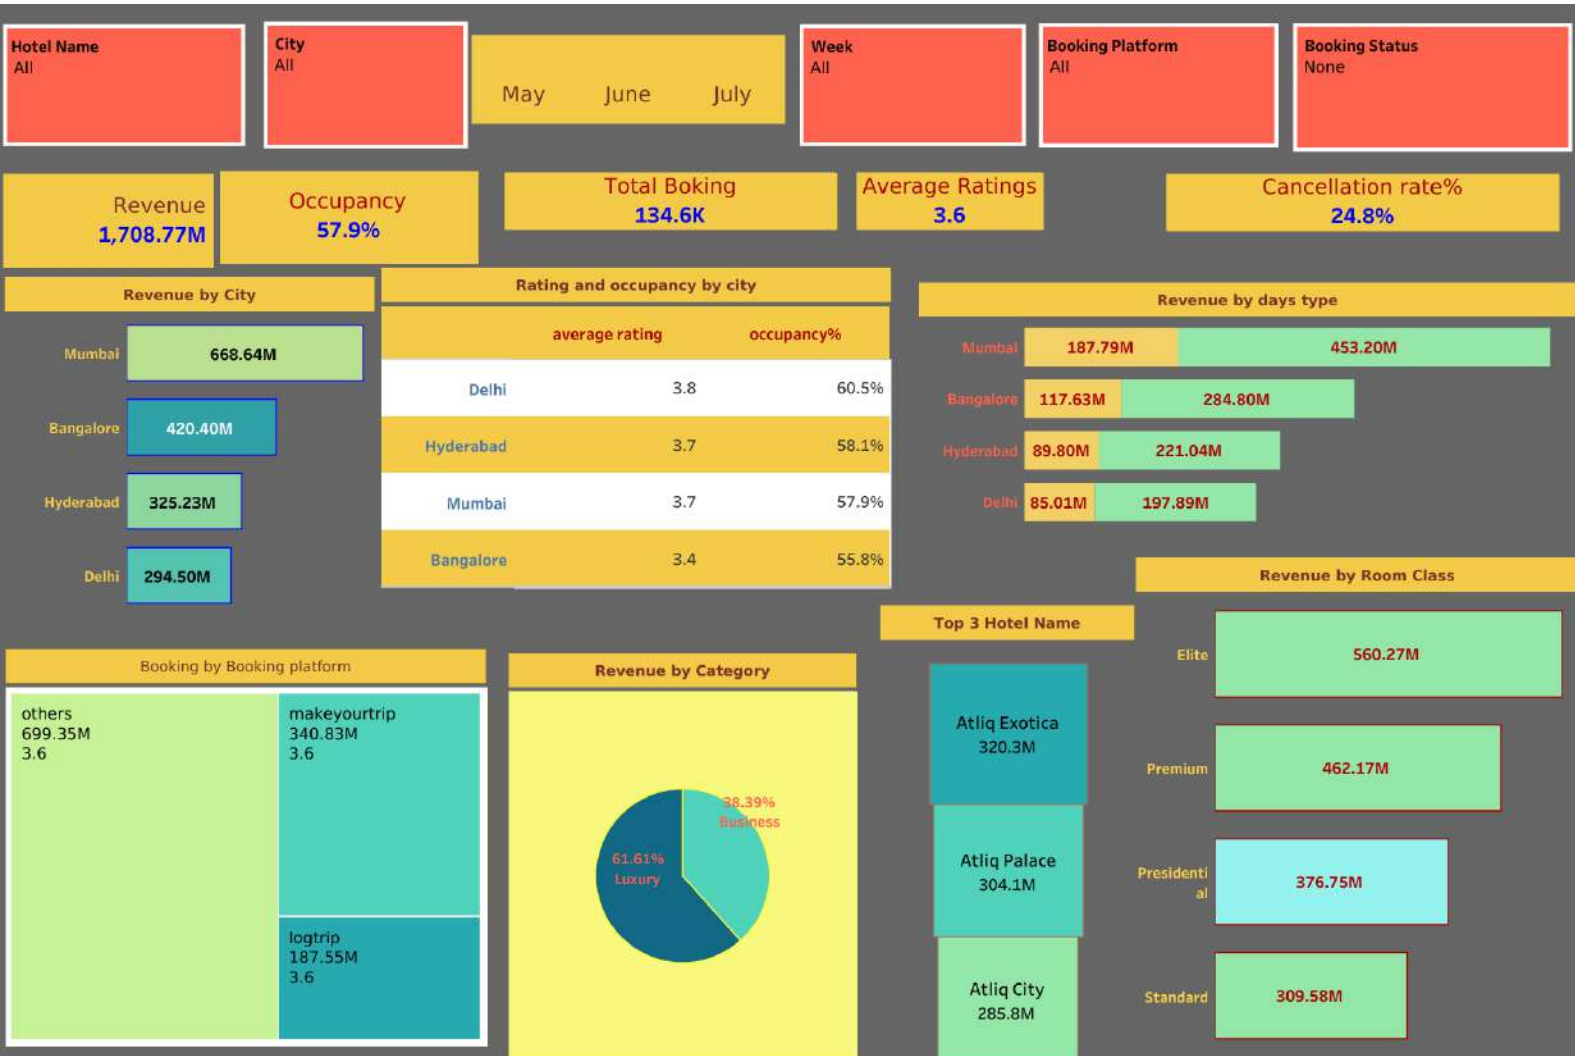 Hotel Name
All
City
All
May June July
Week
All
Booking Platform
All
Booking Status
None
Revenue
1,708.77M
Occupancy
57.9%
Total Boking
134.6K
Average Ratings
3.6
Cancellation rate%
24.8%
Revenue by City
Mumbai 668.64M
Bangalore 420.40M
Hyderabad 325.23M
Delhi 294.50M
Rating and occupancy by city
average rating occupancy%
Delhi 3.8 60.5%
Hyderabad 3.7 58.1%
Mumbai 3.7 57.9%
Bangalore 3.4 55.8%
Revenue by days type
Mumbai 187.79M 453.20M
Bangalore 117.63M 284.80M
Hyderabad 89.80M 221.04M
Delhi 85.01M 197.89M
Booking by Booking platform
others
699.35M
3.6
makeyourtrip
340.83M
3.6
logtrip
187.55M
3.6
Revenue by Category
38.39%
Business
61.61%
Luxury
Top 3 Hotel Name
Atliq Exotica
320.3M
Atliq Palace
304.1M
Atliq City
285.8M
Revenue by Room Class
Elite 560.27M
Premium 462.17M
Presidenti
al
376.75M
Standard 309.58M